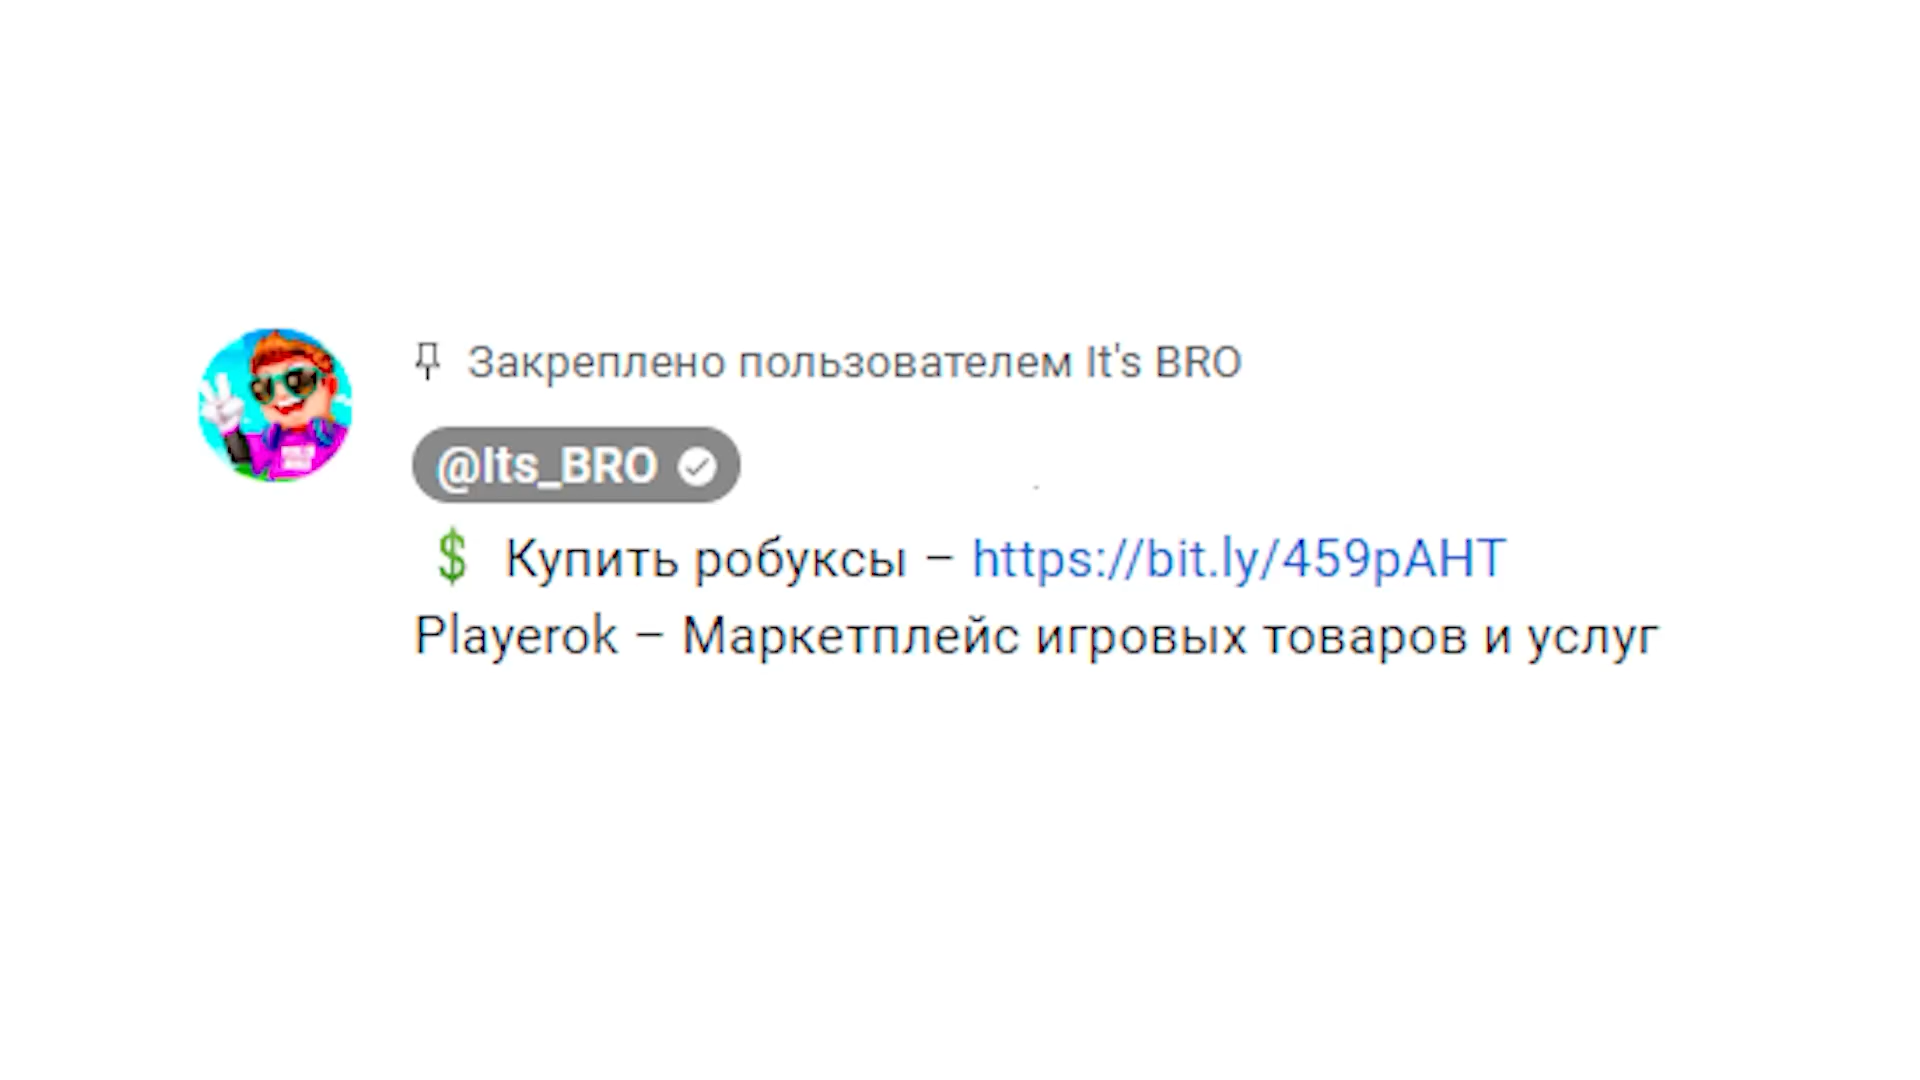 Закреплено пользователем It's BRO
@Its_BRO
$ Купить робуксы – https://bit.ly/459pAHT
Playerok – Маркетплейс игровых товаров и услуг